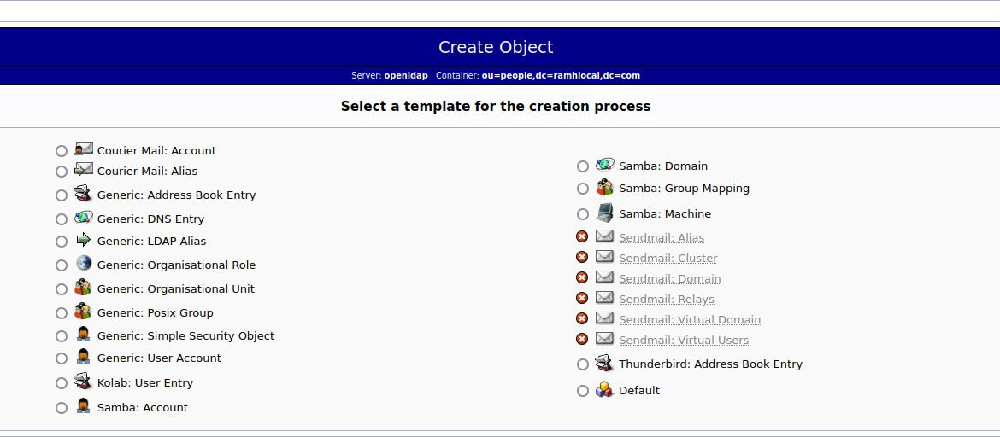 Create Object
Server: openldap Container: ou=people,dc=ramhlocal,dc=com
Select a template for the creation process
Courier Mail: Account
Courier Mail: Alias
Generic: Address Book Entry
Generic: DNS Entry
Generic: LDAP Alias
Generic: Organisational Role
Generic: Organisational Unit
Generic: Posix Group
Generic: Simple Security Object
Generic: User Account
Kolab: User Entry
Samba: Account
Samba: Domain
Samba: Group Mapping
Samba: Machine
Sendmail: Alias
Sendmail: Cluster
Sendmail: Domain
Sendmail: Relays
Sendmail: Virtual Domain
Sendmail: Virtual Users
Thunderbird: Address Book Entry
Default